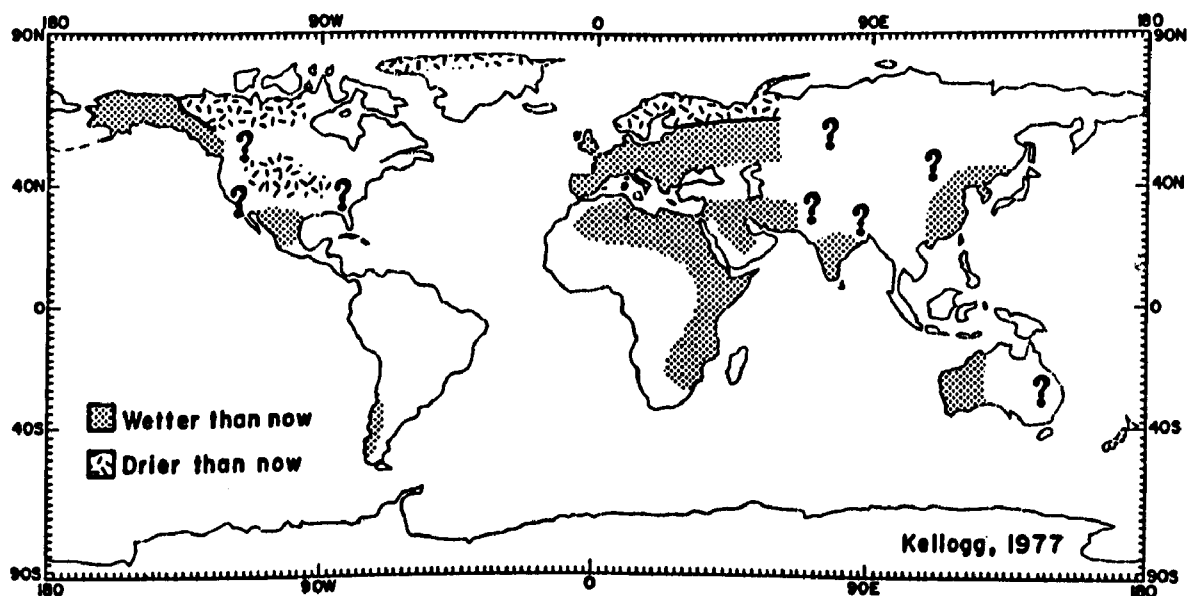 180 90W 0 90E 180
90N 90N
? ?
? ? ? ? ?
40N 40N
0 0
?
Wetter than now
40S 40S
Drier than now
Kellogg, 1977
90S 90S
180 90W 0 90E 180